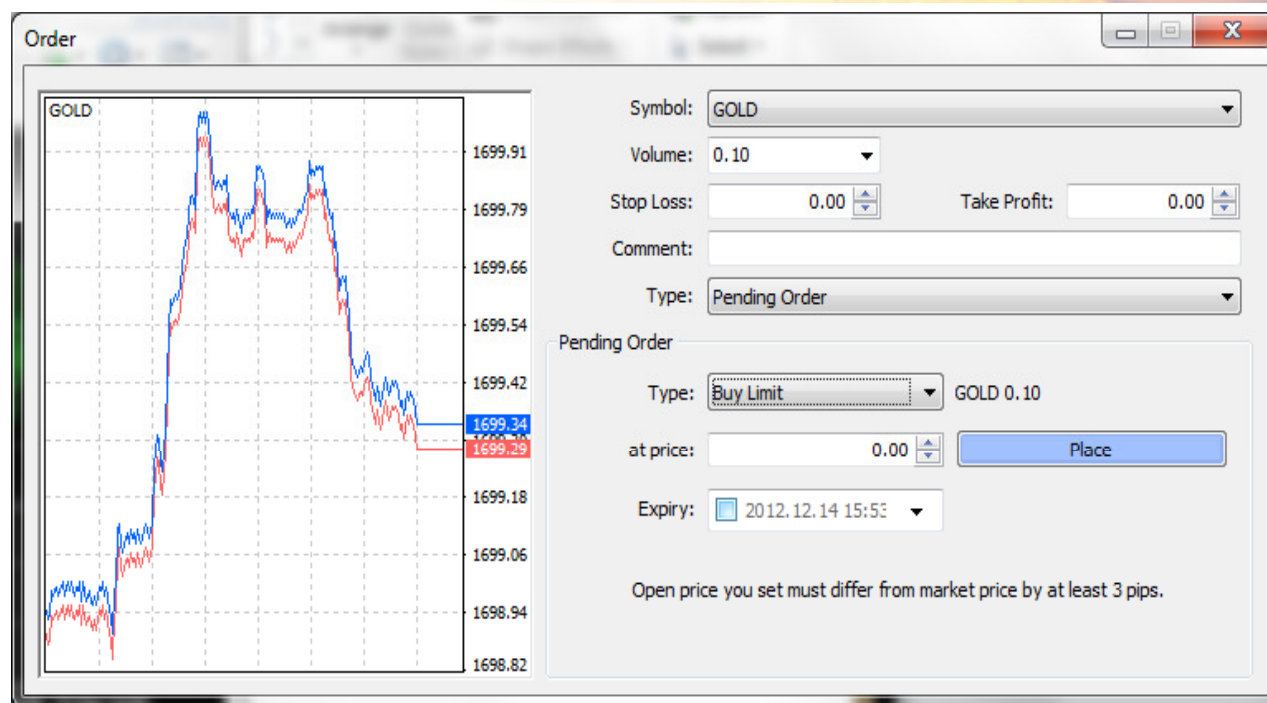 Order
GOLD
1699.91
1699.79
1699.66
1699.54
1699.42
1699.34
1699.29
1699.18
1699.06
1698.94
1698.82
Symbol: GOLD
Volume: 0.10
Stop Loss: 0.00 Take Profit: 0.00
Comment:
Type: Pending Order
Pending Order
Type: Buy Limit GOLD 0.10
at price: 0.00 Place
Expiry: 2012.12.14 15:53
Open price you set must differ from market price by at least 3 pips.